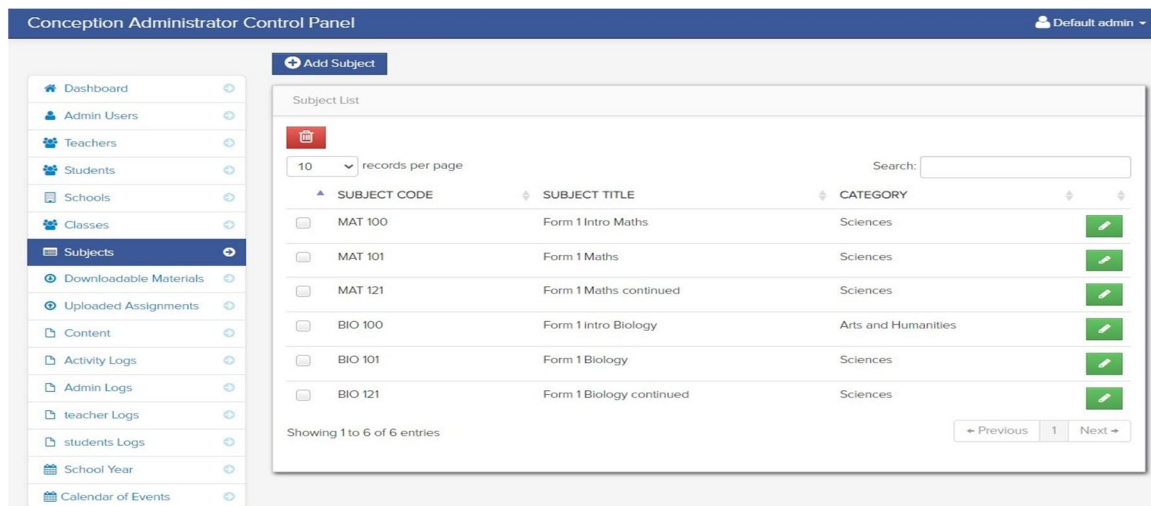 Conception Administrator Control Panel
Default admin
Add Subject
Dashboard
Admin Users
Teachers
Students
Schools
Classes
Subjects
Downloadable Materials
Uploaded Assignments
Content
Activity Logs
Admin Logs
teacher Logs
students Logs
School Year
Calendar of Events
Subject List
10 records per page
Search:
SUBJECT CODE SUBJECT TITLE CATEGORY
MAT 100 Form 1 Intro Maths Sciences
MAT 101 Form 1 Maths Sciences
MAT 121 Form 1 Maths continued Sciences
BIO 100 Form 1 intro Biology Arts and Humanities
BIO 101 Form 1 Biology Sciences
BIO 121 Form 1 Biology continued Sciences
Showing 1 to 6 of 6 entries
← Previous 1 Next →